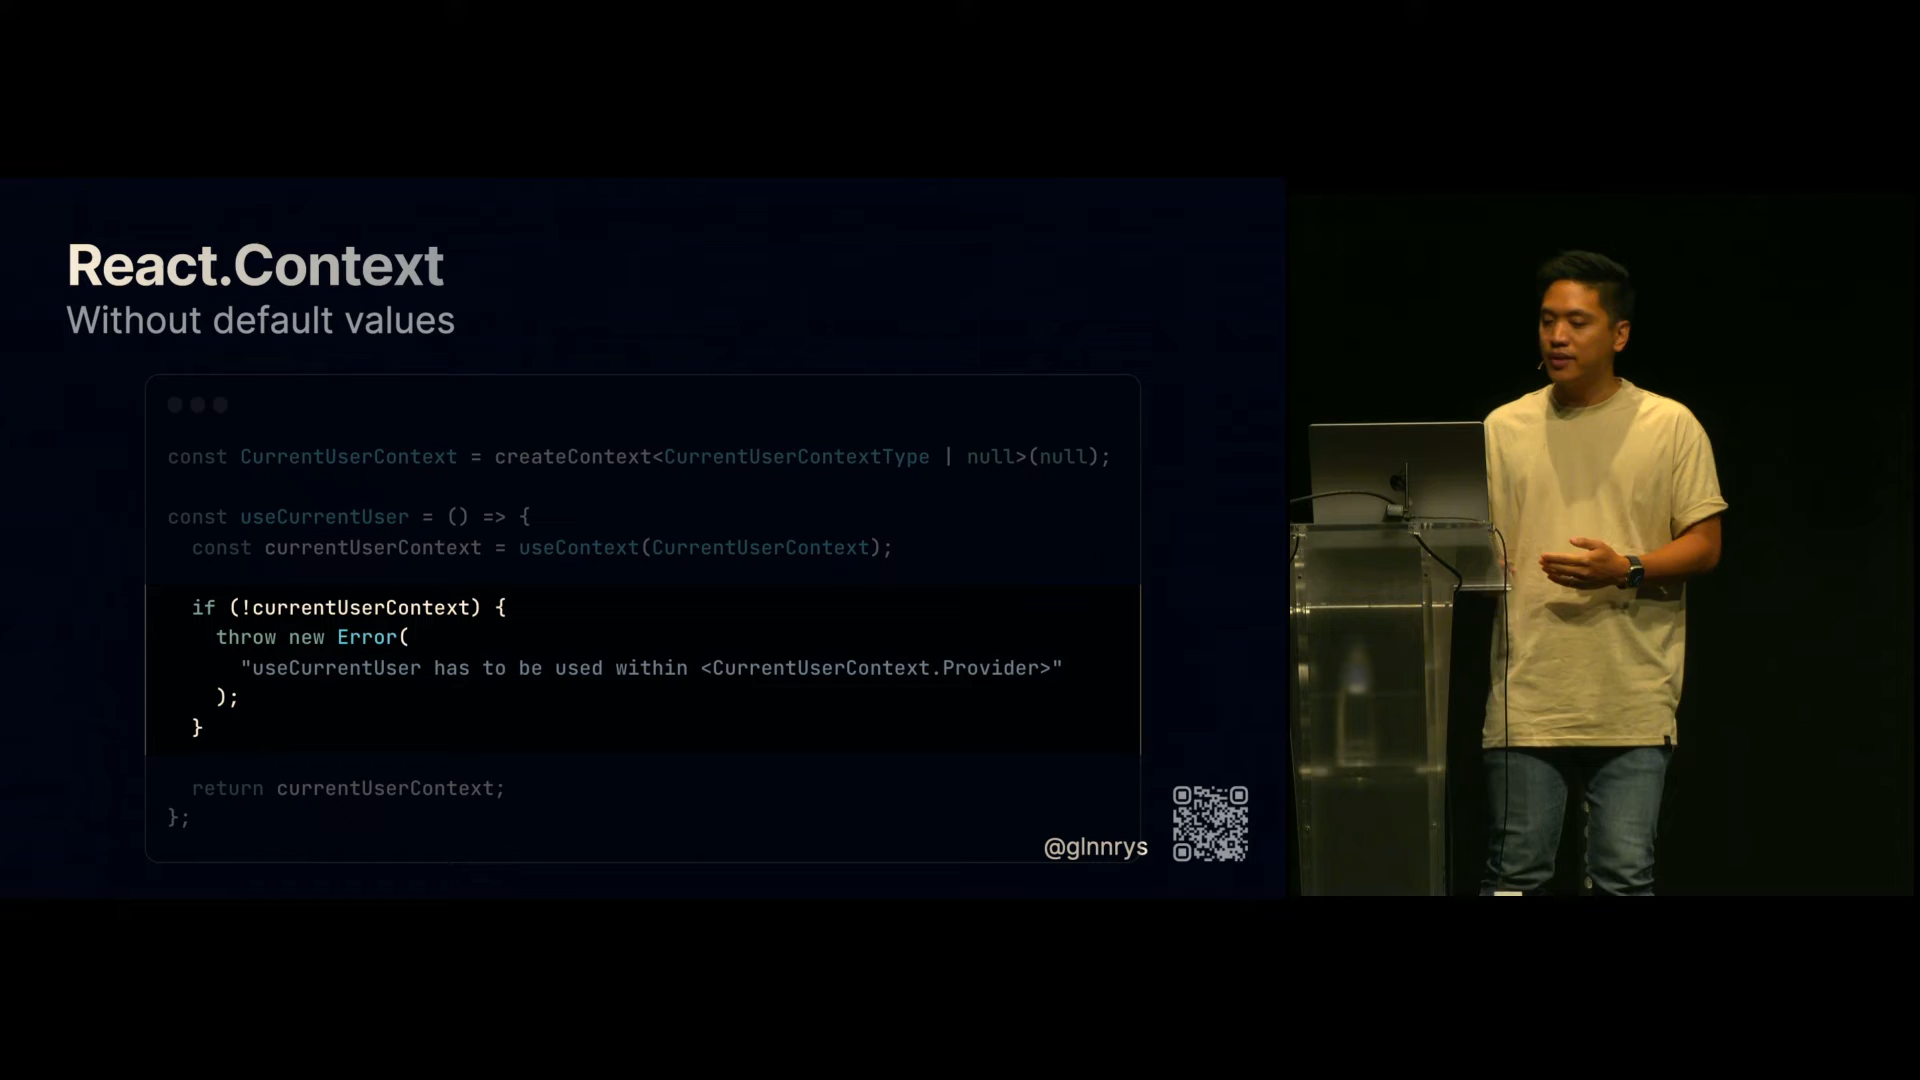 React.Context
Without default values
const CurrentUserContext = createContext<CurrentUserContextType | null>(null);
const useCurrentUser = () => {
const currentUserContext = useContext(CurrentUserContext);
if (!currentUserContext) {
throw new Error(
"useCurrentUser has to be used within <CurrentUserContext.Provider>"
);
}
return currentUserContext;
};
@glnnrys